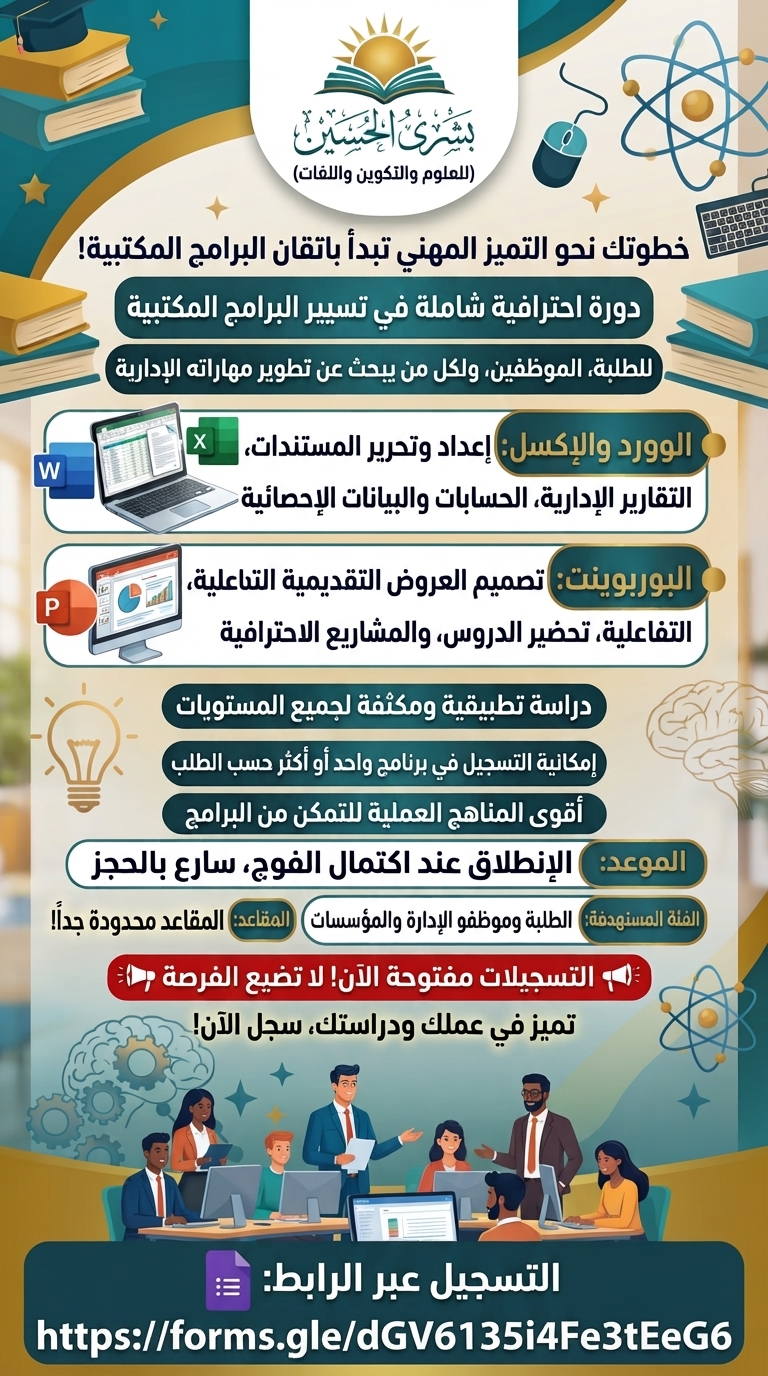 بشرى الحسين
(للعلوم والتكوين واللغات)
خطوتك نحو التميز المهني تبدأ باتقان البرامج المكتبية!
دورة احترافية شاملة في تسيير البرامج المكتبية
للطلبة، الموظفين، ولكل من يبحث عن تطوير مهاراته الإدارية
الوورد والإكسل: إعداد وتحرير المستندات،
التقارير الإدارية، الحسابات والبيانات الإحصائية
W
X
البوربوينت: تصميم العروض التقديمية التفاعلية،
التفاعلية، تحضير الدروس، والمشاريع الاحترافية
P
دراسة تطبيقية ومكثفة لجميع المستويات
إمكانية التسجيل في برنامج واحد أو أكثر حسب الطلب
أقوى المناهج العملية للتمكن من البرامج
الموعد: الإنطلاق عند اكتمال الفوج، سارع بالحجز
الفئة المستهدفة: الطلبة وموظفو الإدارة والمؤسسات
المقاعد: المقاعد محدودة جداً!
التسجيلات مفتوحة الآن! لا تضيع الفرصة
تميز في عملك ودراستك، سجل الآن!
التسجيل عبر الرابط:
https://forms.gle/dGV6135i4Fe3tEeG6